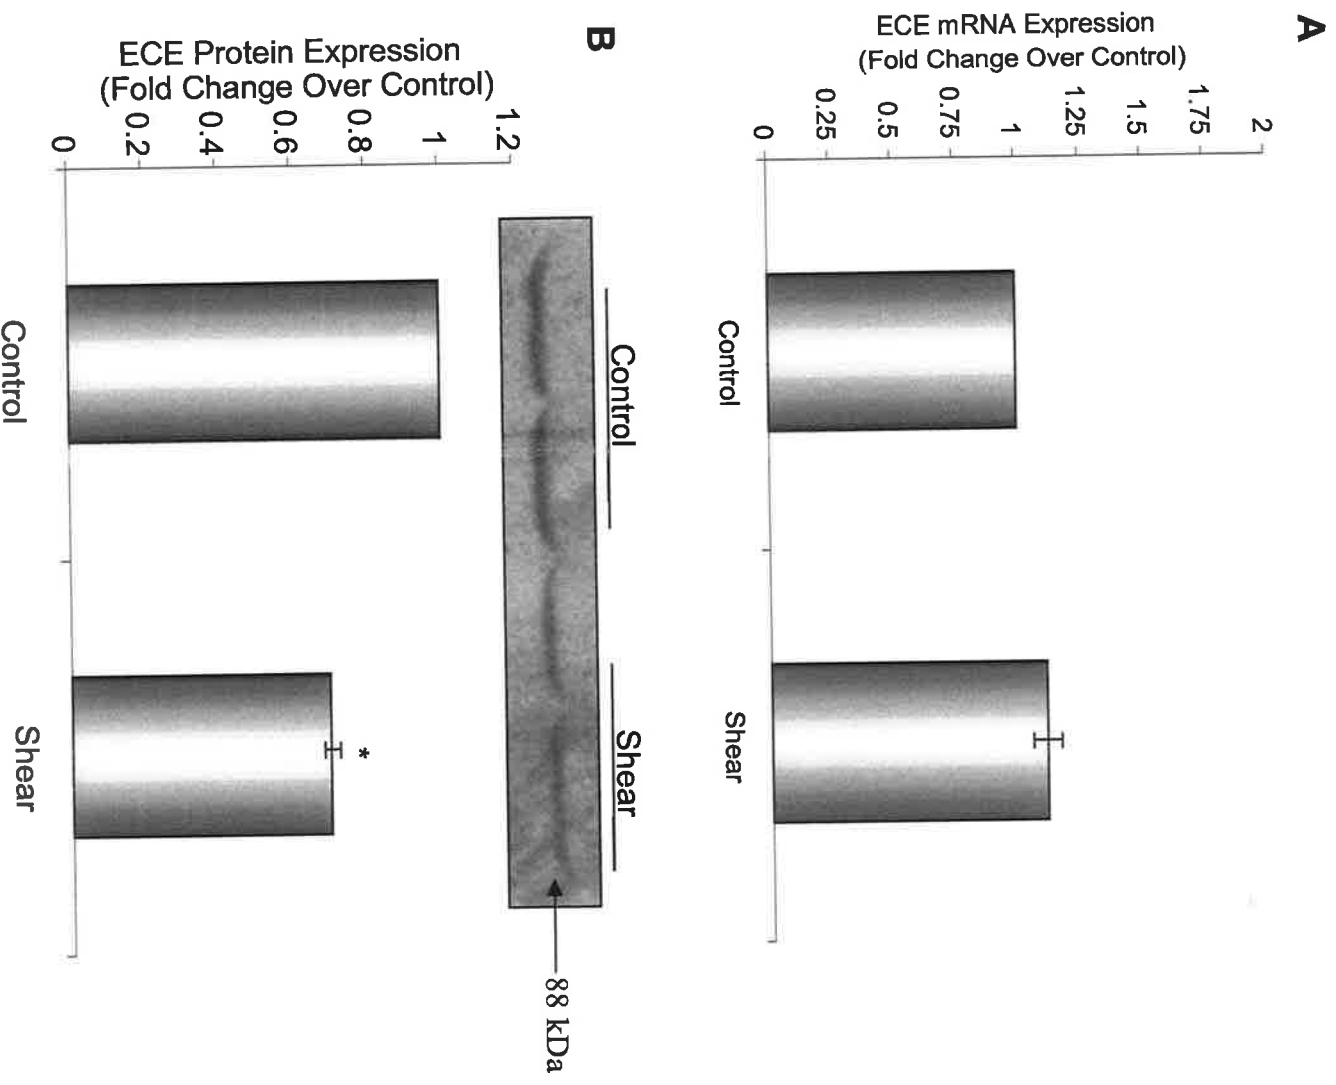 A
ECE mRNA Expression
(Fold Change Over Control)
2
1.75
1.5
1.25
1
0.75
0.5
0.25
0
Control
Shear
B
Control
Shear
88 kDa
ECE Protein Expression
(Fold Change Over Control)
1.2
1
0.8
0.6
0.4
0.2
0
*
Control
Shear